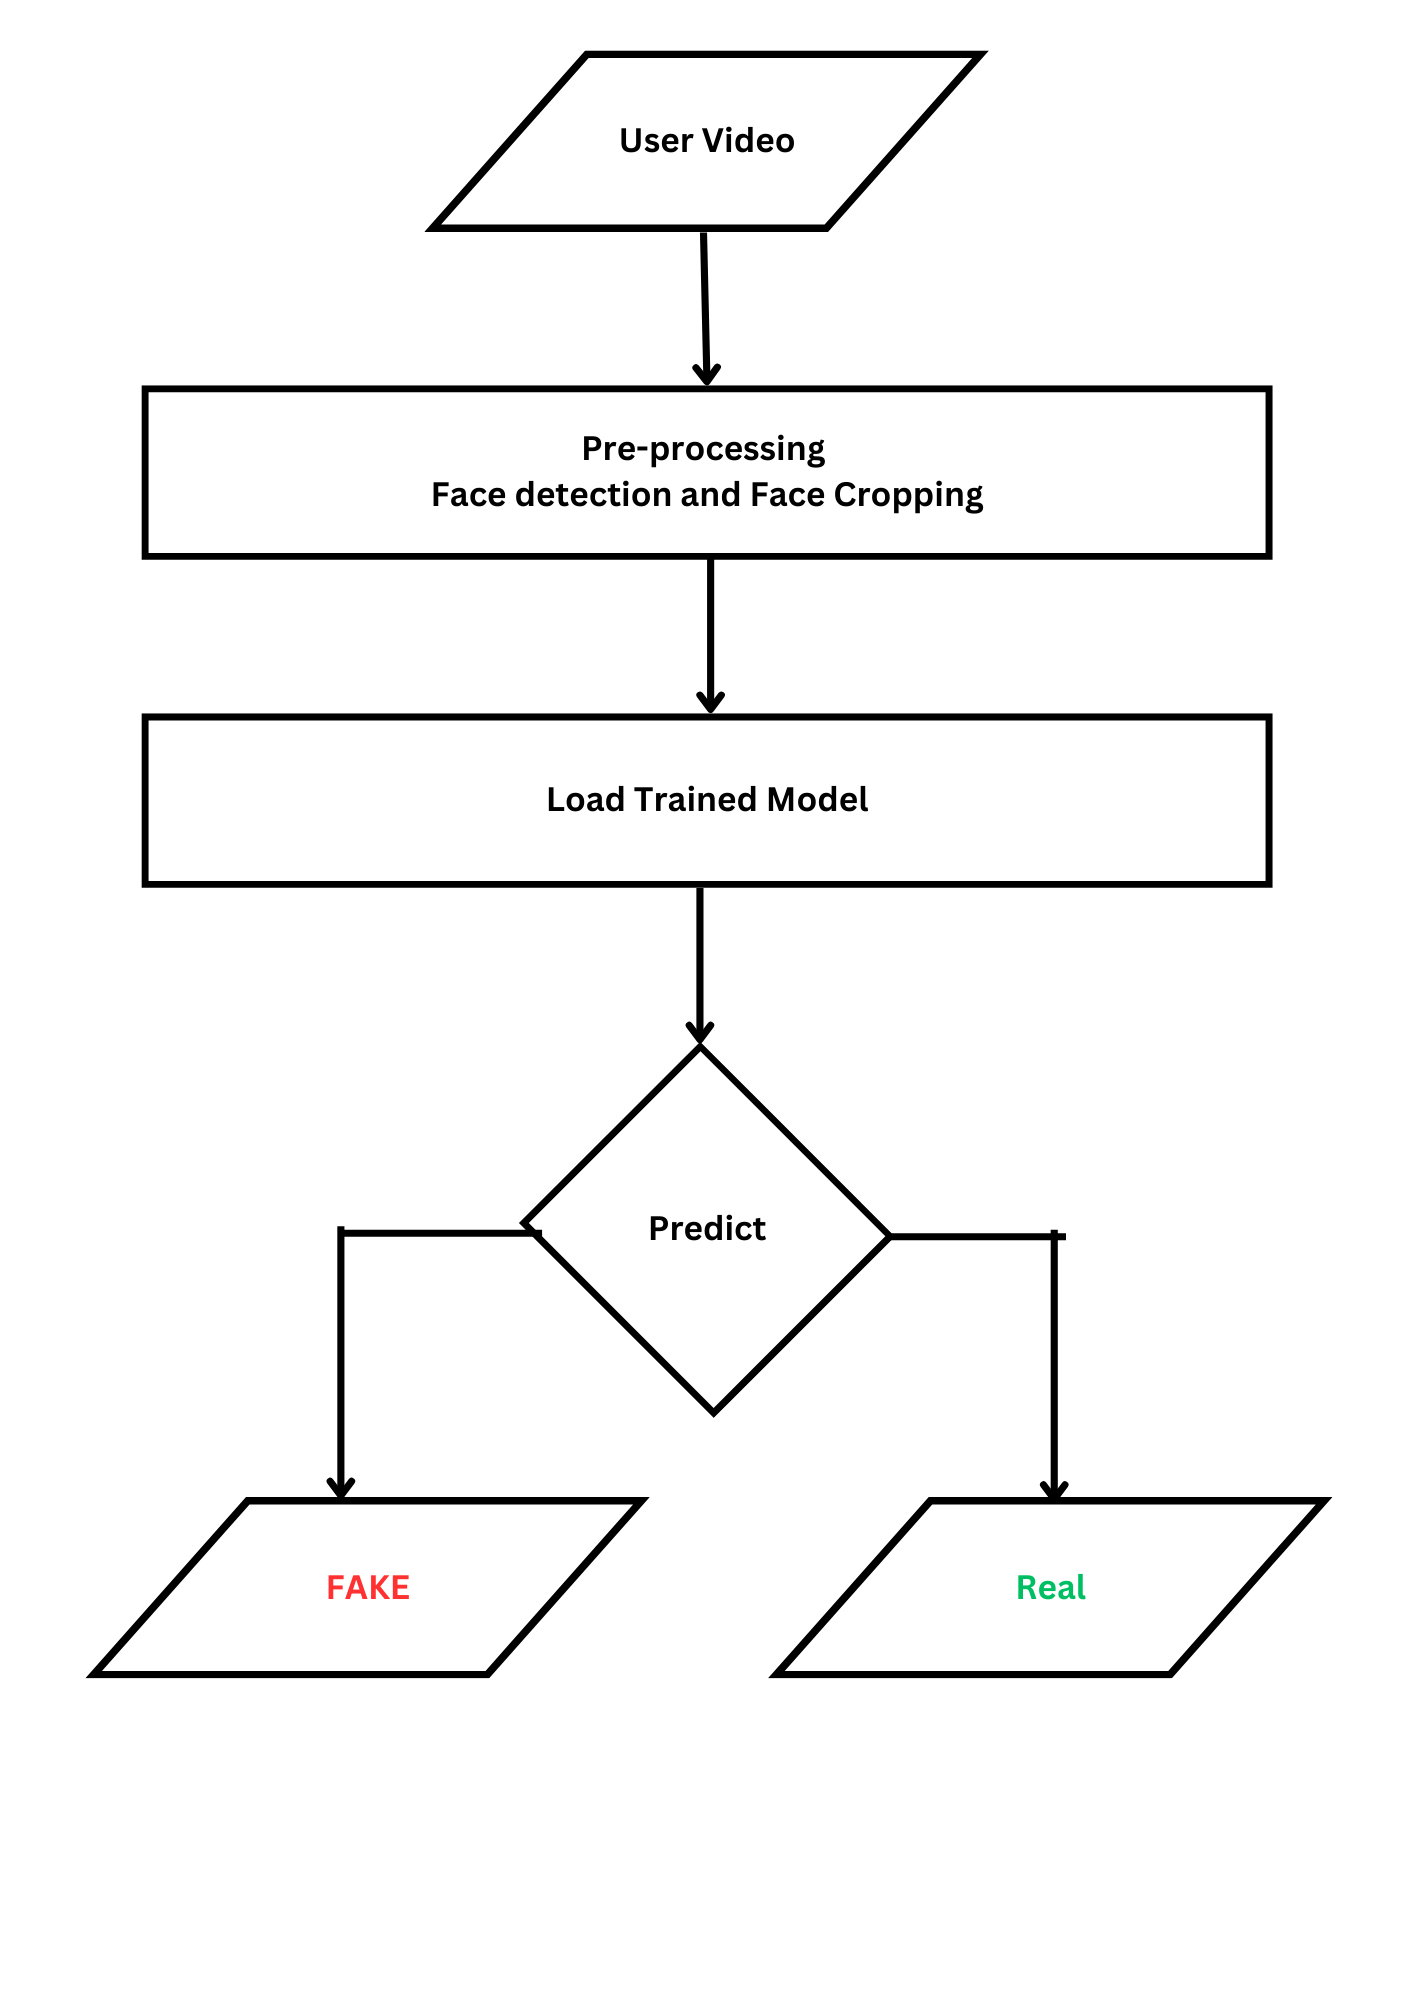 User Video
Pre-processing
Face detection and Face Cropping
Load Trained Model
Predict
FAKE
Real